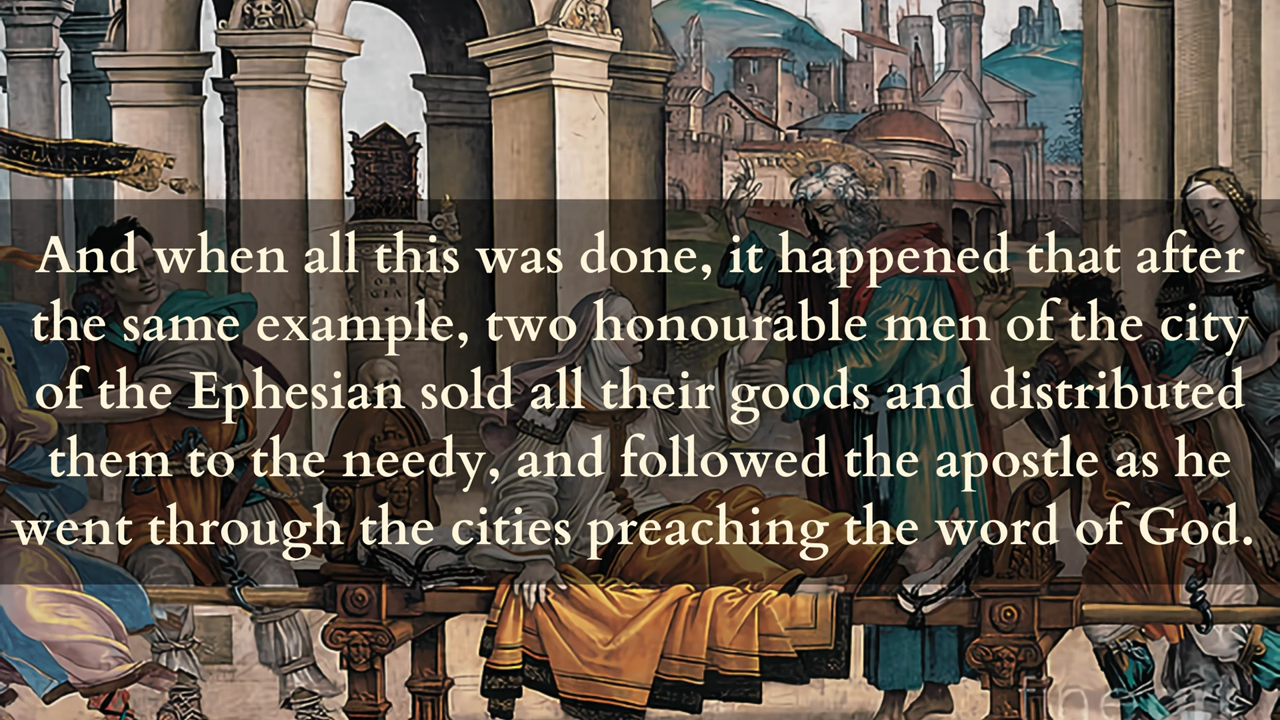 And when all this was done, it happened that after
the same example, two honourable men of the city
of the Ephesian sold all their goods and distributed
them to the needy, and followed the apostle as he
went through the cities preaching the word of God.
OR
GIA